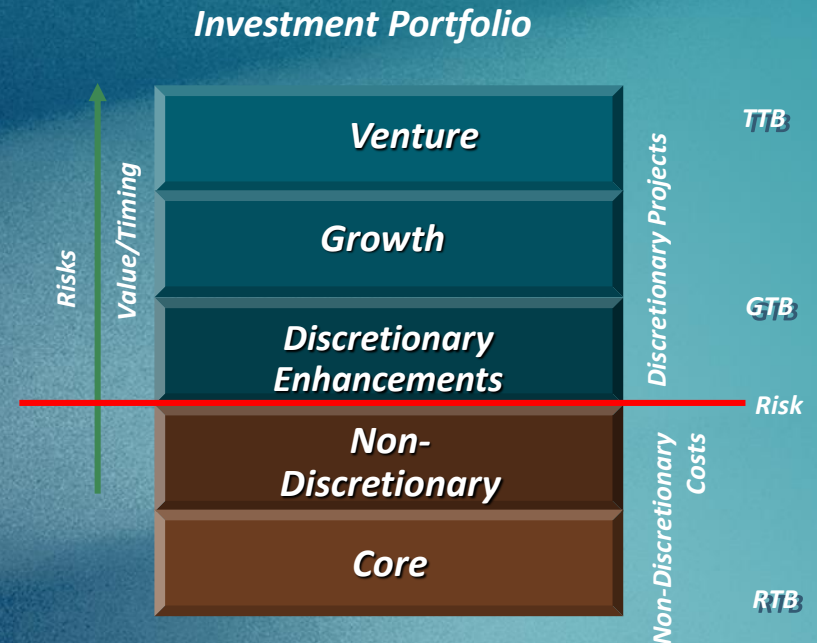 Investment Portfolio
Venture
Growth
Discretionary
Enhancements
Non-
Discretionary
Core
Risks
Value/Timing
Discretionary Projects
Non-Discretionary
Costs
TTB
GTB
Risk
RTB